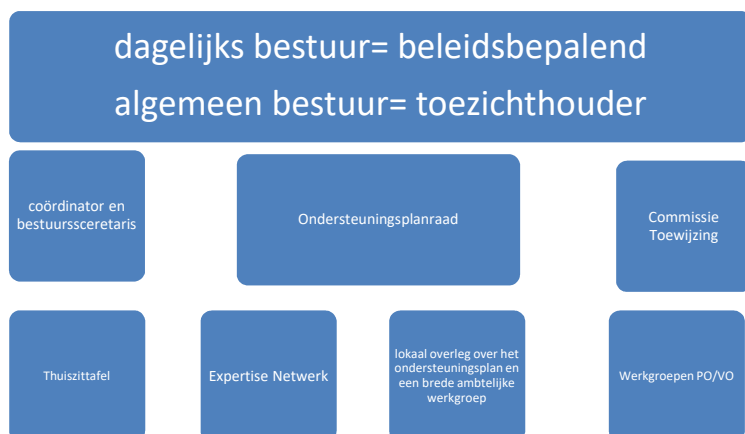 dagelijks bestuur= beleidsbepalend
algemeen bestuur= toezichthouder
coördinator en
bestuurssceretaris
Ondersteuningsplanraad
Commissie
Toewijzing
Thuiszittafel
Expertise Netwerk
lokaal overleg over het
ondersteuningsplan en
een brede ambtelijke
werkgroep
Werkgroepen PO/VO